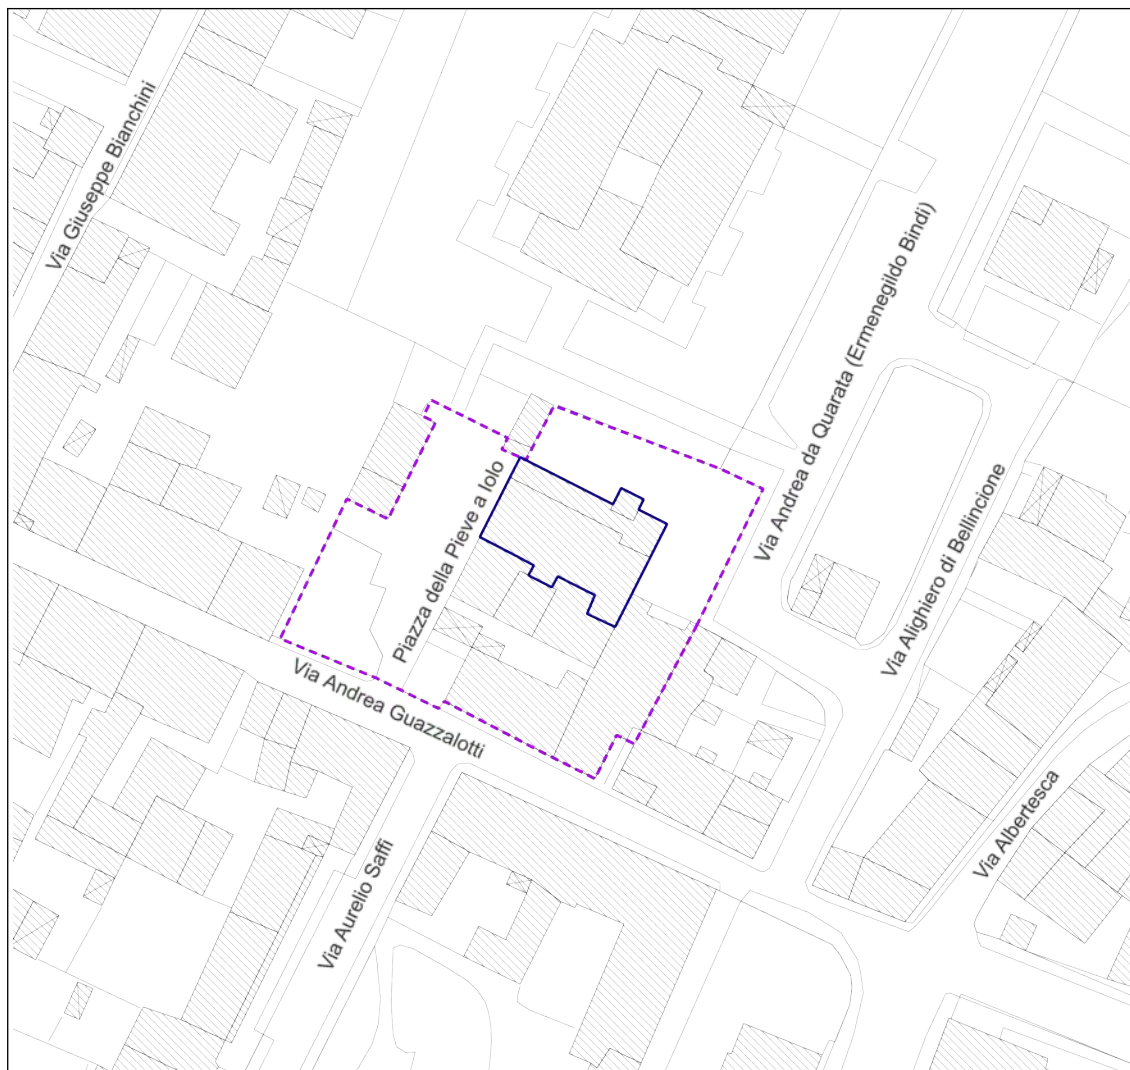 Via Giuseppe Bianchini
Via Andrea da Quarata (Ermenegildo Bindi)
Piazza della Pieve a Iolo
Via Alighiero di Bellincione
Via Andrea Guazzalotti
Via Albertesca
Via Aurelio Saffi